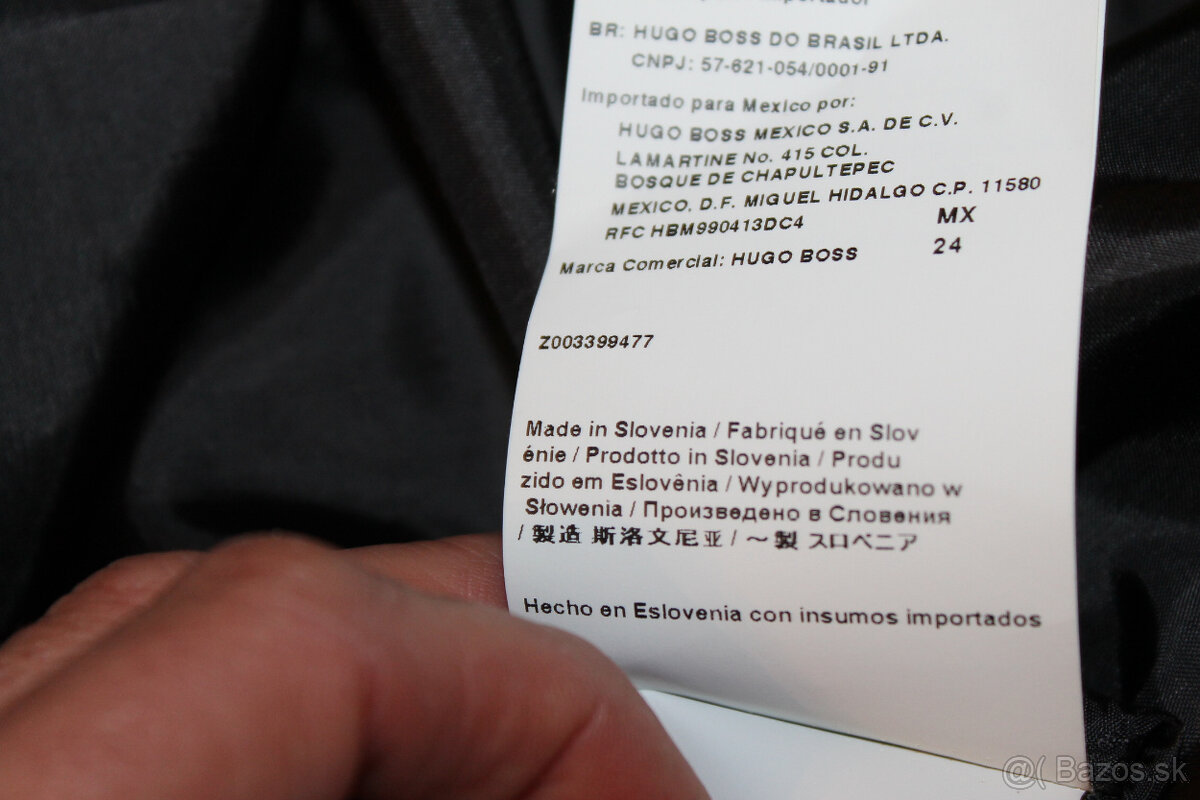 BR: HUGO BOSS DO BRASIL LTDA.
CNPJ: 57-621-054/0001-91
Importado para Mexico por:
HUGO BOSS MEXICO S.A. DE C.V.
LAMARTINE No. 415 COL.
BOSQUE DE CHAPULTEPEC
MEXICO, D.F. MIGUEL HIDALGO C.P. 11580
RFC HBM990413DC4 MX
Marca Comercial: HUGO BOSS 24
Z003399477
Made in Slovenia / Fabriqué en Slov
énie / Prodotto in Slovenia / Produ
zido em Eslovênia / Wyprodukowano w
Słowenia / Произведено в Словения
/ 製造 斯洛文尼亚 / ～製 スロベニア
Hecho en Eslovenia con insumos importados
@( Bazos.sk